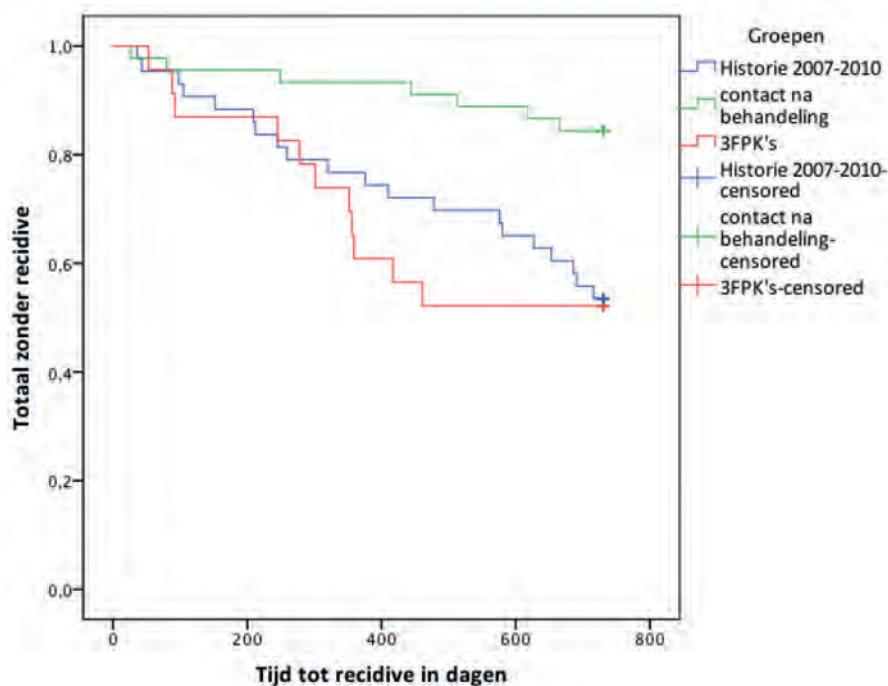 Groepen
Historie 2007-2010
contact na
behandeling
3FPK's
Historie 2007-2010-
censored
contact na
behandeling-
censored
3FPK's-censored
Totaal zonder recidive
1,0
0,8
0,6
0,4
0,2
0,0
0 200 400 600 800
Tijd tot recidive in dagen